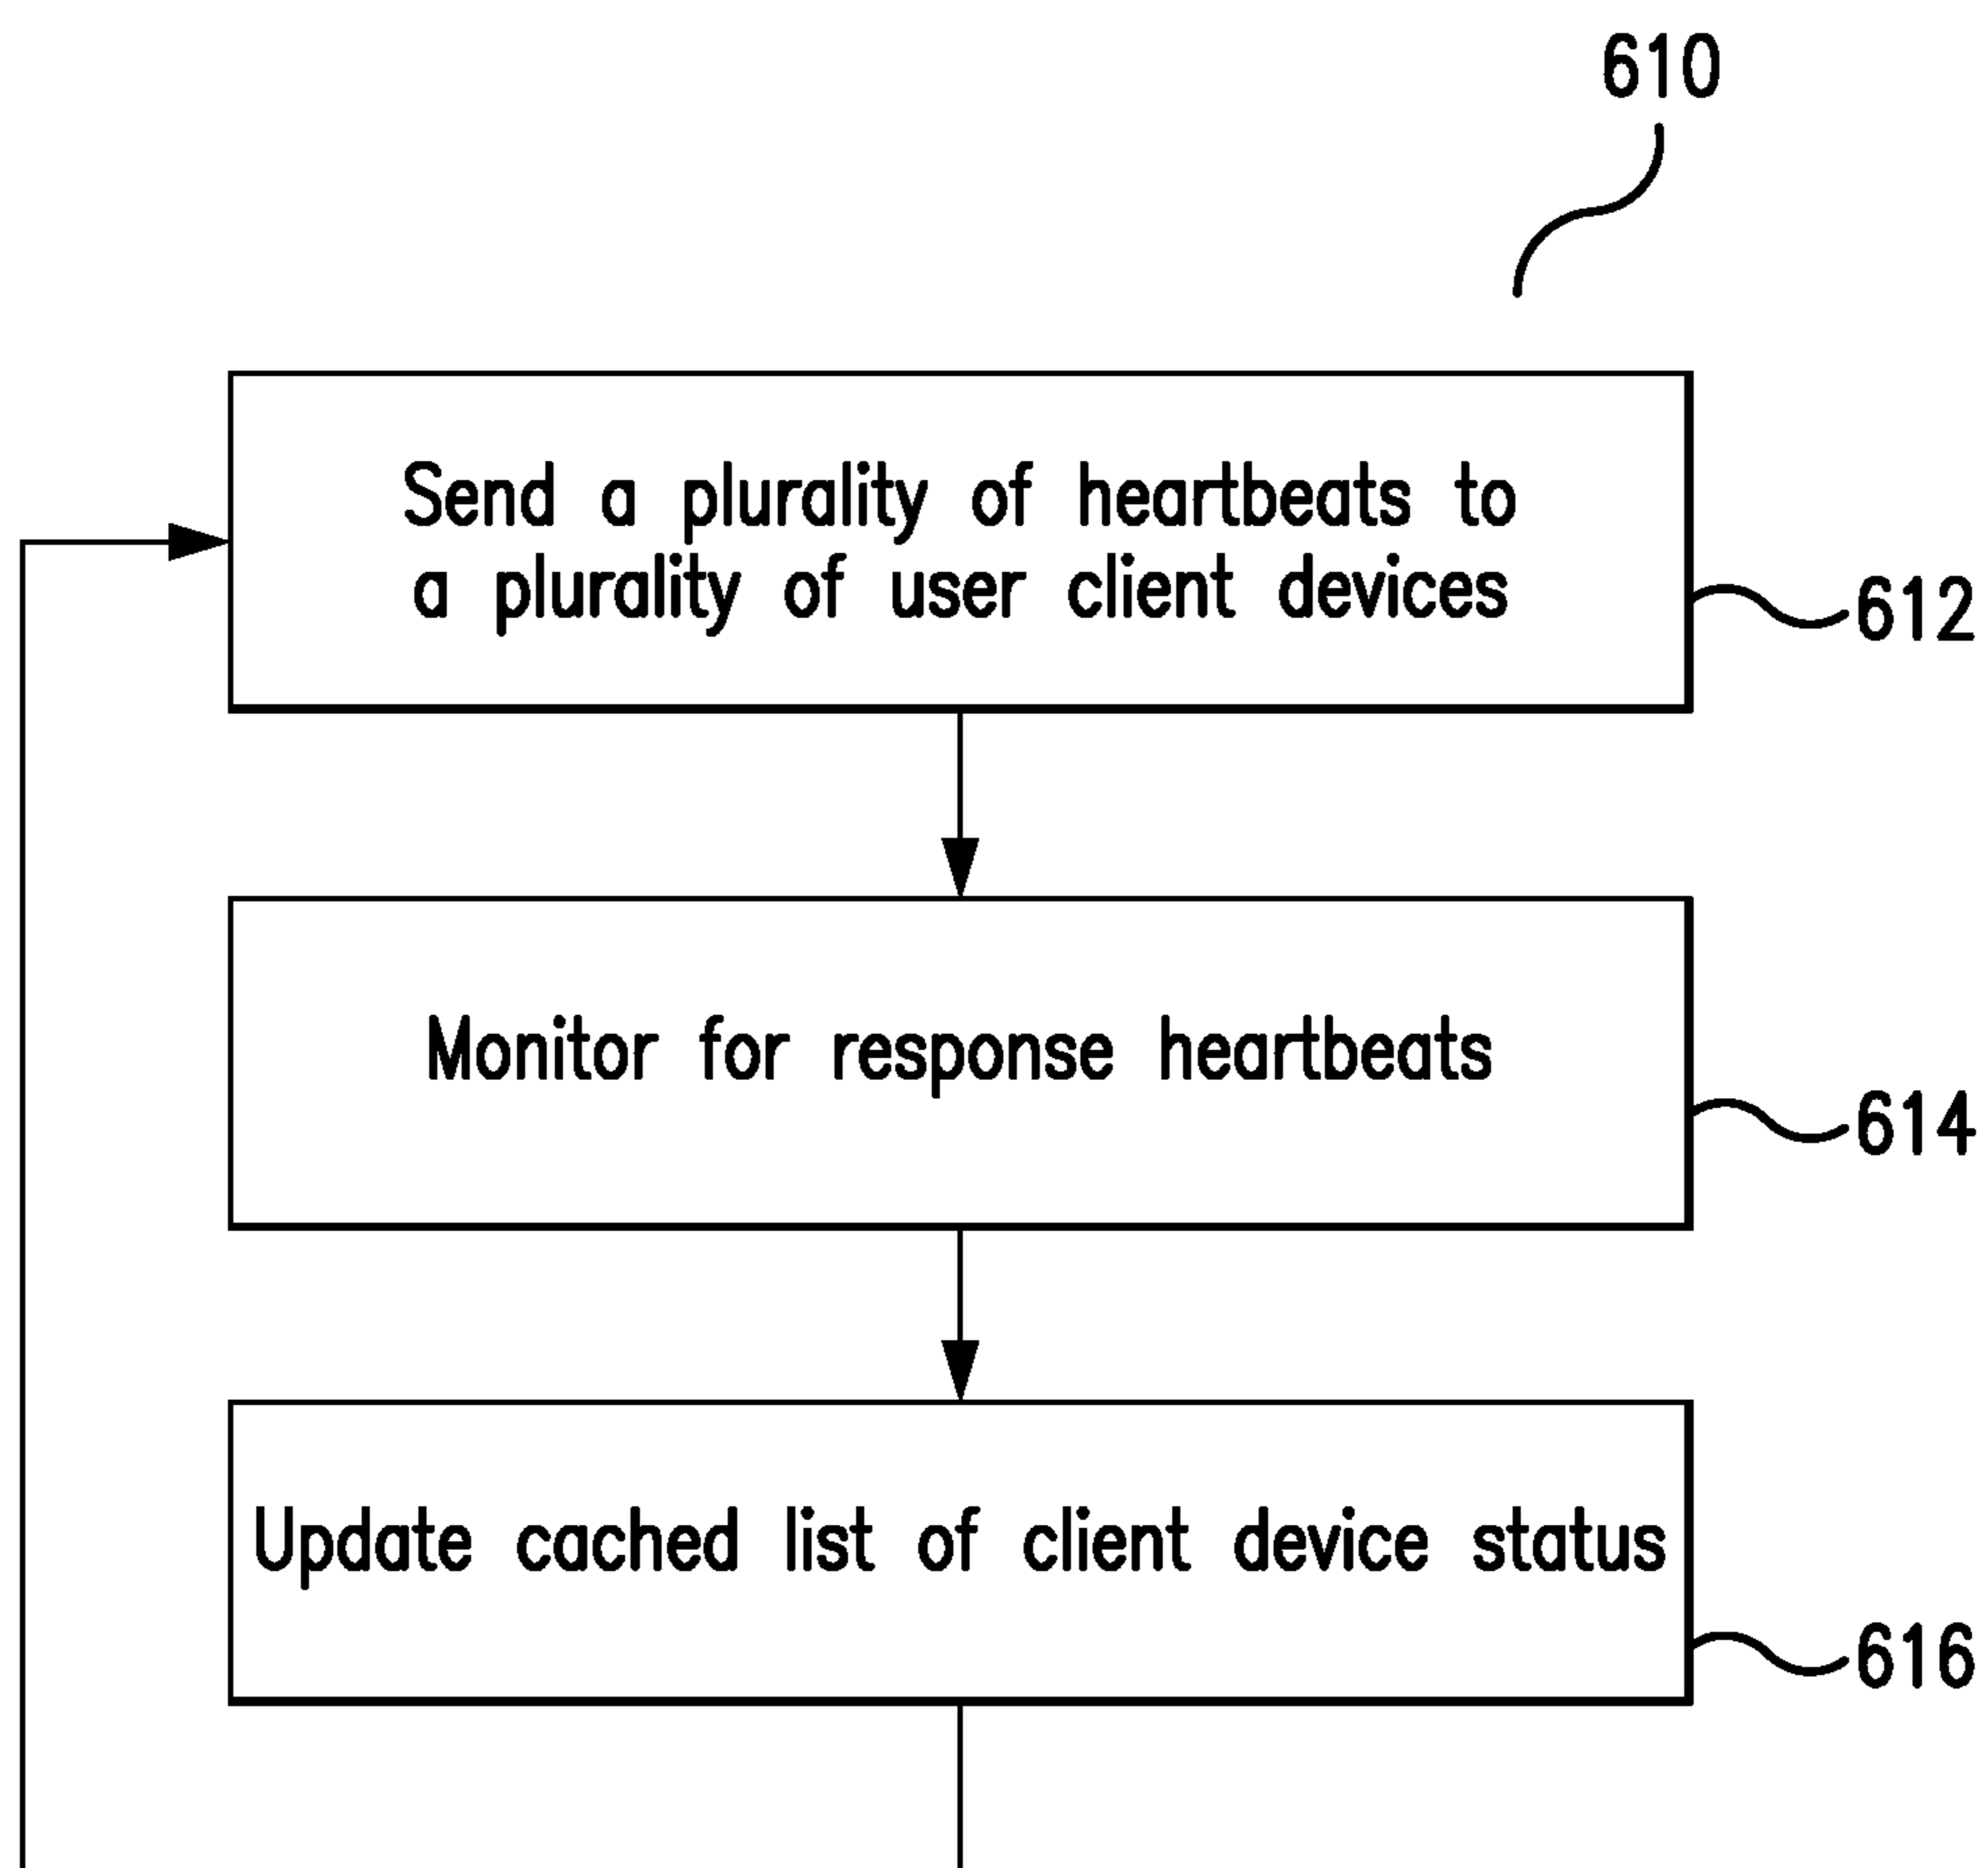 610
Send a plurality of heartbeats to
a plurality of user client devices
612
Monitor for response heartbeats
614
Update cached list of client device status
616